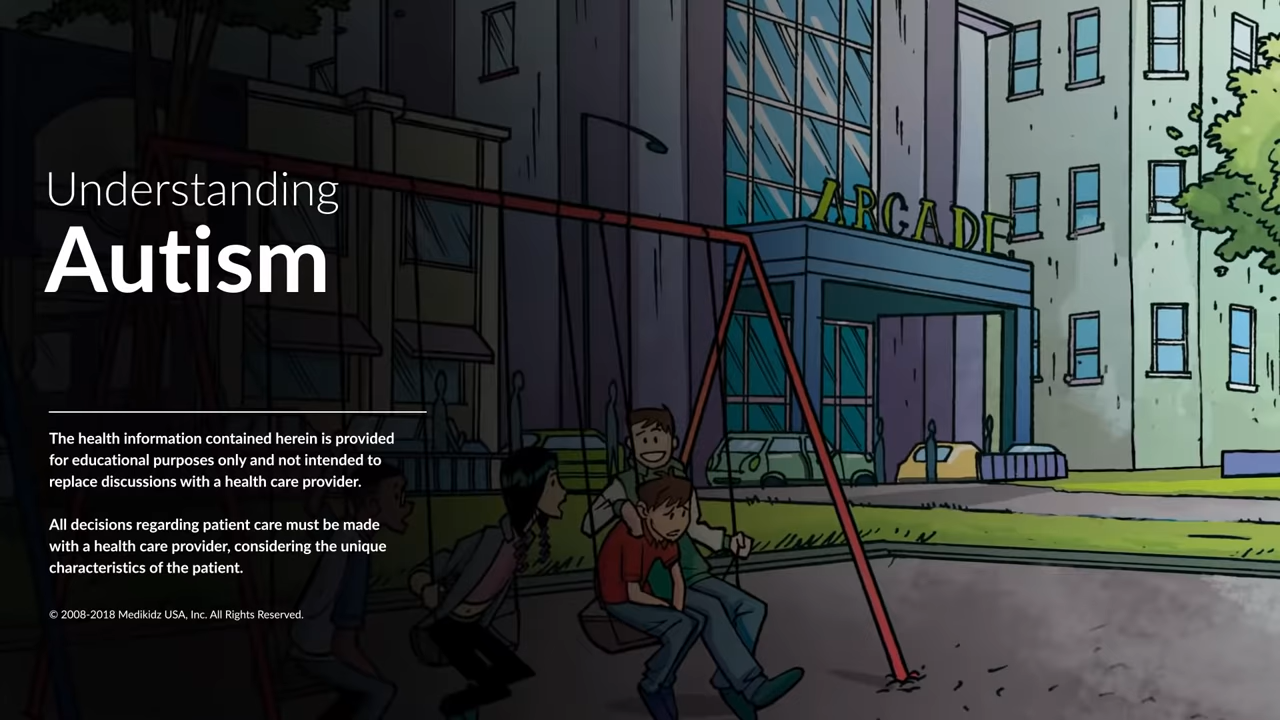 Understanding
Autism
ARCADE
The health information contained herein is provided
for educational purposes only and not intended to
replace discussions with a health care provider.
All decisions regarding patient care must be made
with a health care provider, considering the unique
characteristics of the patient.
© 2008-2018 Medikidz USA, Inc. All Rights Reserved.